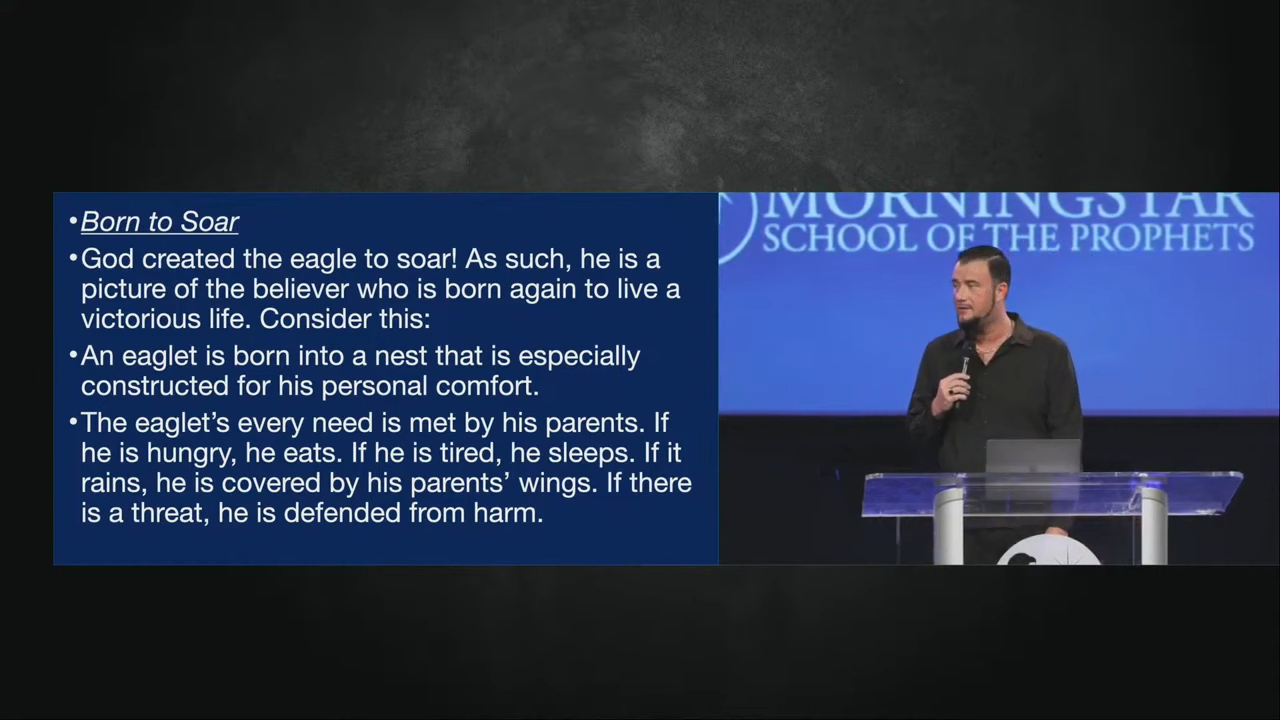 •Born to Soar
•God created the eagle to soar! As such, he is a
picture of the believer who is born again to live a
victorious life. Consider this:
•An eaglet is born into a nest that is especially
constructed for his personal comfort.
•The eaglet’s every need is met by his parents. If
he is hungry, he eats. If he is tired, he sleeps. If it
rains, he is covered by his parents’ wings. If there
is a threat, he is defended from harm.
MORNINGSTAR
SCHOOL OF THE PROPHETS